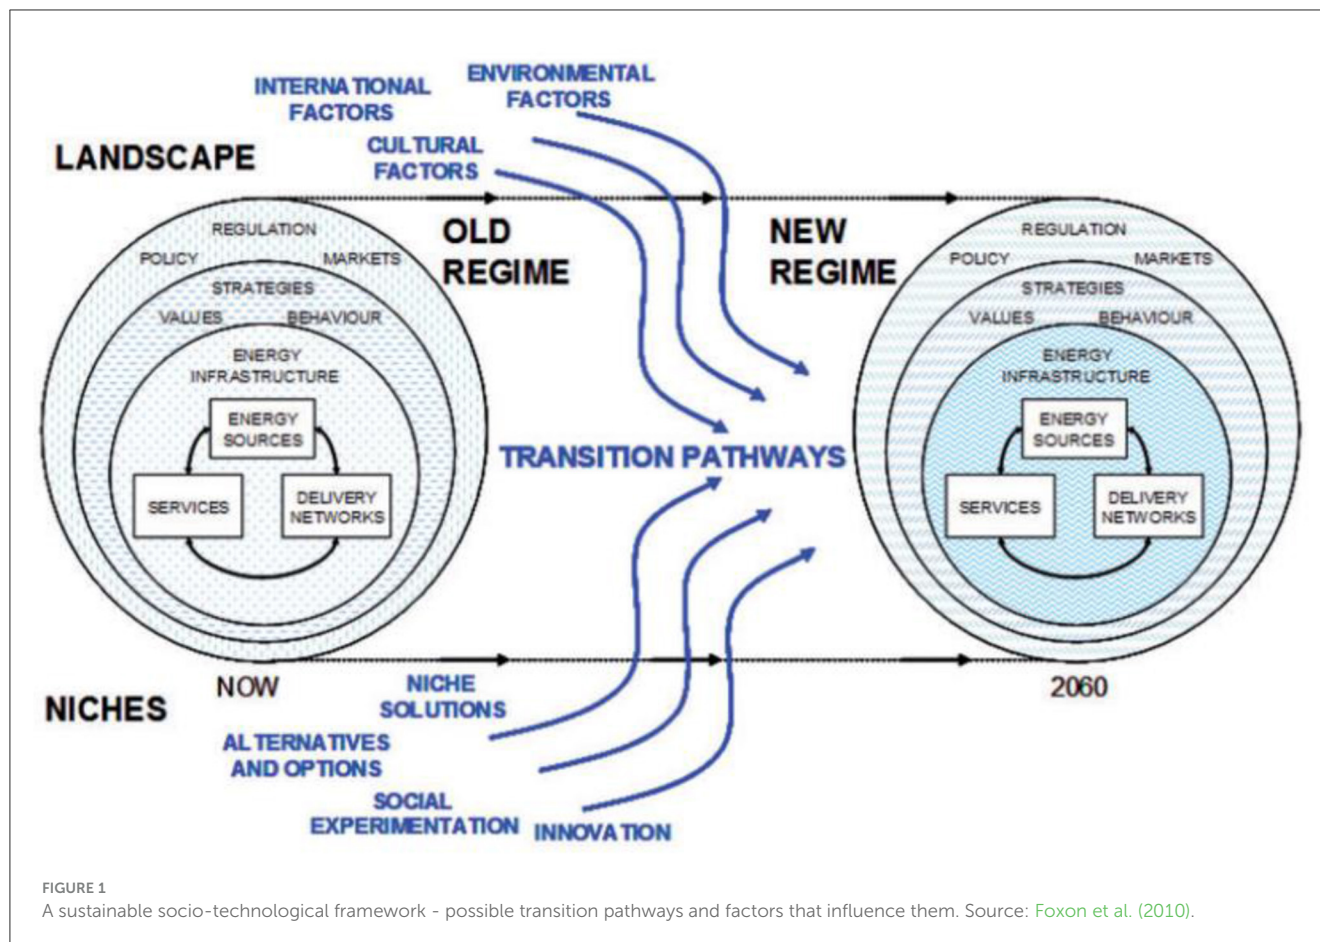 INTERNATIONAL
FACTORS
ENVIRONMENTAL
FACTORS
CULTURAL
FACTORS
LANDSCAPE
OLD
REGIME
NEW
REGIME
REGULATION
POLICY
MARKETS
STRATEGIES
VALUES
BEHAVIOUR
ENERGY
INFRASTRUCTURE
ENERGY
SOURCES
SERVICES
DELIVERY
NETWORKS
TRANSITION PATHWAYS
REGULATION
POLICY
MARKETS
STRATEGIES
VALUES
BEHAVIOUR
ENERGY
INFRASTRUCTURE
ENERGY
SOURCES
SERVICES
DELIVERY
NETWORKS
NOW
2060
NICHES
NICHE
SOLUTIONS
ALTERNATIVES
AND OPTIONS
SOCIAL
EXPERIMENTATION
INNOVATION
FIGURE 1
A sustainable socio-technological framework - possible transition pathways and factors that influence them. Source: Foxon et al. (2010).